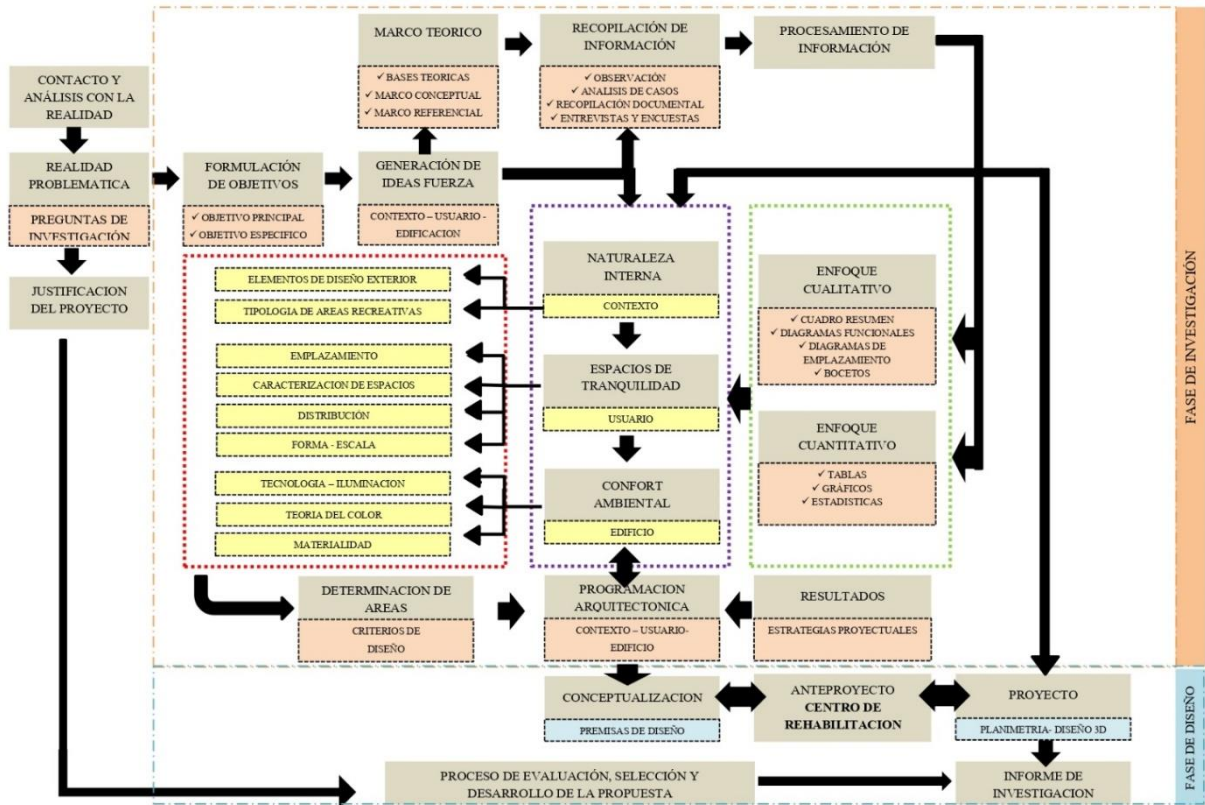 MARCO TEORICO
✓ BASES TEORICAS
✓ MARCO CONCEPTUAL
✓ MARCO REFERENCIAL
RECOPILACIÓN DE
INFORMACIÓN
✓ OBSERVACIÓN
✓ ANALISIS DE CASOS
✓ RECOPILACIÓN DOCUMENTAL
✓ ENTREVISTAS Y ENCUESTAS
PROCESAMIENTO DE
INFORMACIÓN
CONTACTO Y
ANÁLISIS CON LA
REALIDAD
REALIDAD
PROBLEMATICA
PREGUNTAS DE
INVESTIGACIÓN
JUSTIFICACION
DEL PROYECTO
FORMULACIÓN
DE OBJETIVOS
✓ OBJETIVO PRINCIPAL
✓ OBJETIVO ESPECIFICO
GENERACIÓN DE
IDEAS FUERZA
CONTEXTO – USUARIO -
EDIFICACION
ELEMENTOS DE DISEÑO EXTERIOR
TIPOLOGIA DE AREAS RECREATIVAS
EMPLAZAMIENTO
CARACTERIZACION DE ESPACIOS
DISTRIBUCIÓN
FORMA - ESCALA
TECNOLOGIA – ILUMINACION
TEORIA DEL COLOR
MATERIALIDAD
NATURALEZA
INTERNA
CONTEXTO
ESPACIOS DE
TRANQUILIDAD
USUARIO
CONFORT
AMBIENTAL
EDIFICIO
ENFOQUE
CUALITATIVO
✓ CUADRO RESUMEN
✓ DIAGRAMAS FUNCIONALES
✓ DIAGRAMAS DE
EMPLAZAMIENTO
✓ BOCETOS
ENFOQUE
CUANTITATIVO
✓ TABLAS
✓ GRÁFICOS
✓ ESTADISTICAS
DETERMINACION DE
AREAS
CRITERIOS DE
DISEÑO
PROGRAMACION
ARQUITECTONICA
CONTEXTO – USUARIO-
EDIFICIO
RESULTADOS
ESTRATEGIAS PROYECTUALES
FASE DE INVESTIGACIÓN
CONCEPTUALIZACION
PREMISAS DE DISEÑO
ANTEPROYECTO
CENTRO DE
REHABILITACION
PROYECTO
PLANIMETRIA- DISEÑO 3D
PROCESO DE EVALUACIÓN, SELECCIÓN Y
DESARROLLO DE LA PROPUESTA
INFORME DE
INVESTIGACION
FASE DE DISEÑO